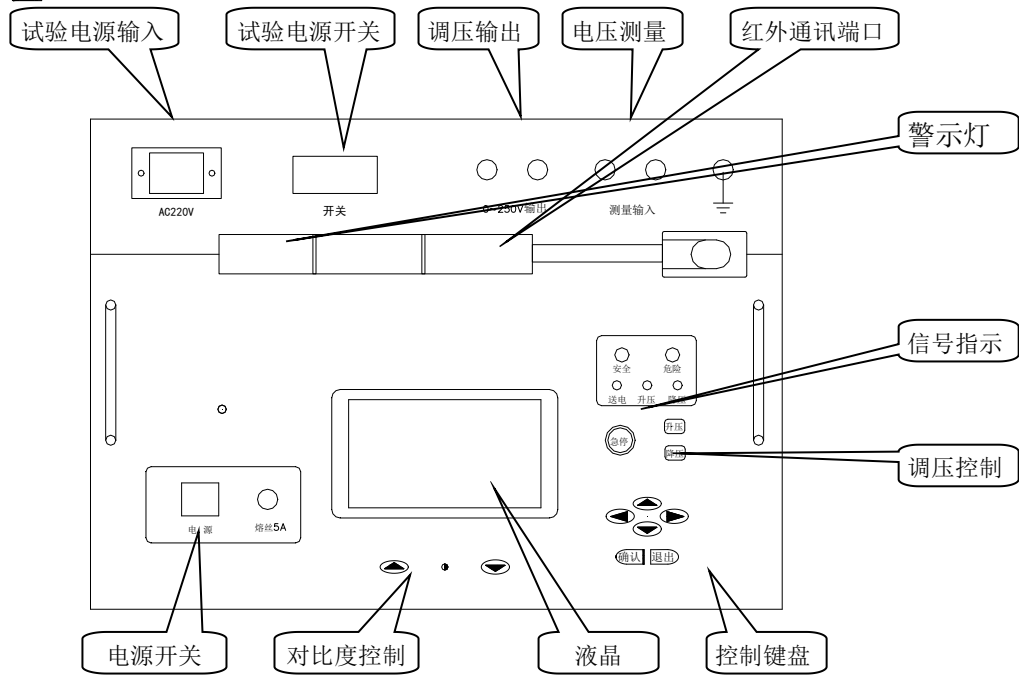 试验电源输入
试验电源开关
调压输出
电压测量
红外通讯端口
警示灯
AC220V
开关
0~250V输出
测量输入
安全
危险
信号指示
送电
升压
降压
升压
急停
降压
调压控制
电 源
熔丝5A
确认
退出
电源开关
对比度控制
液晶
控制键盘